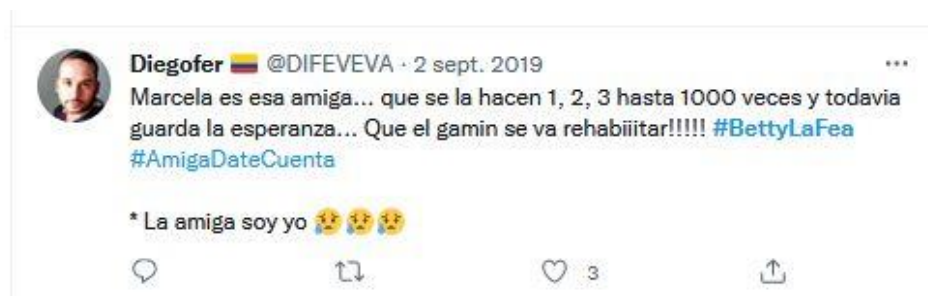 Diegofer 🇨🇴 @DIFEVEVA · 2 sept. 2019
Marcela es esa amiga... que se la hacen 1, 2, 3 hasta 1000 veces y todavia
guarda la esperanza... Que el gamin se va rehabiiitar!!!!! #BettyLaFea
#AmigaDateCuenta
* La amiga soy yo 😥😥😥
3